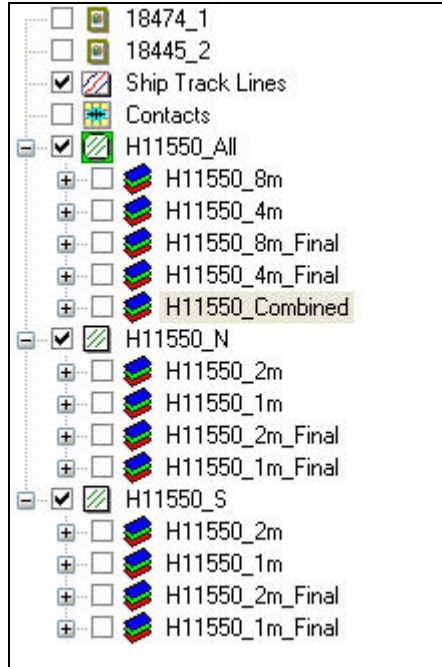 18474_1
18445_2
Ship Track Lines
Contacts
H11550_All
H11550_8m
H11550_4m
H11550_8m_Final
H11550_4m_Final
H11550_Combined
H11550_N
H11550_2m
H11550_1m
H11550_2m_Final
H11550_1m_Final
H11550_S
H11550_2m
H11550_1m
H11550_2m_Final
H11550_1m_Final